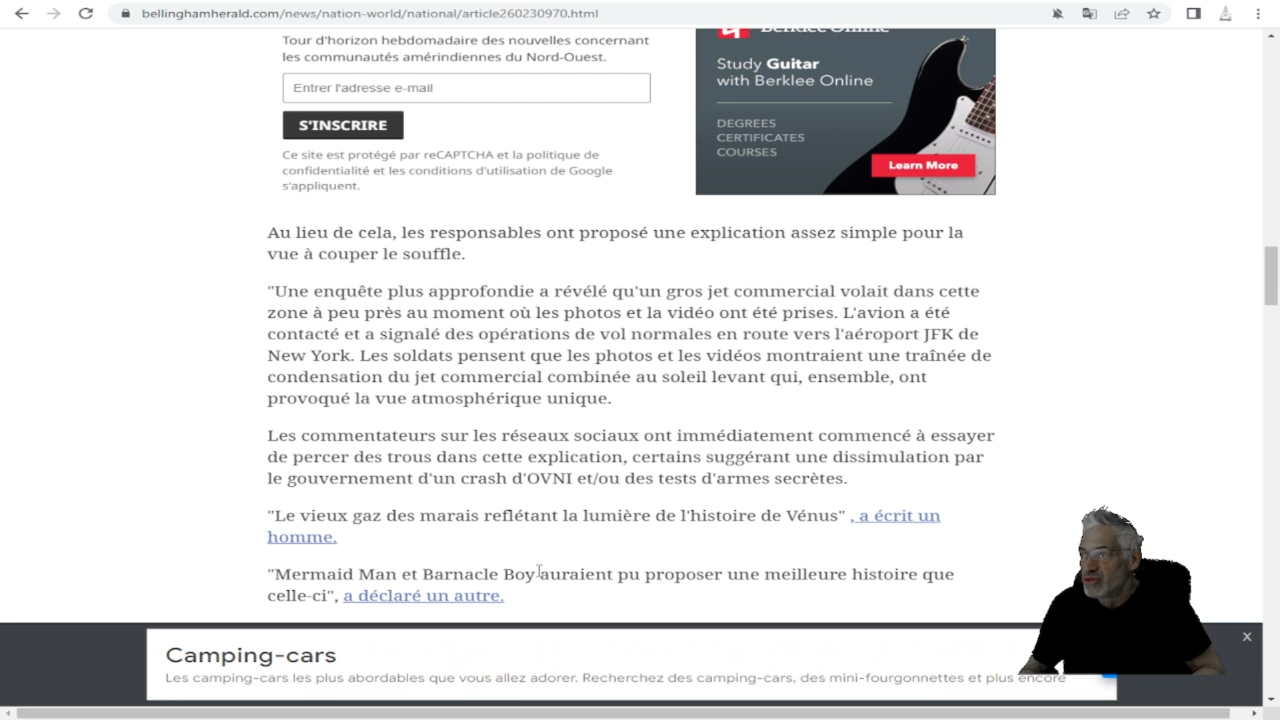 bellinghamherald.com/news/nation-world/national/article260230970.html
Tour d'horizon hebdomadaire des nouvelles concernant
les communautés amérindiennes du Nord-Ouest.
Entrer l'adresse e-mail
S'INSCRIRE
Ce site est protégé par reCAPTCHA et la politique de
confidentialité et les conditions d'utilisation de Google
s'appliquent.
Berklee Online
Study Guitar
with Berklee Online
DEGREES
CERTIFICATES
COURSES
Learn More
Au lieu de cela, les responsables ont proposé une explication assez simple pour la
vue à couper le souffle.
"Une enquête plus approfondie a révélé qu'un gros jet commercial volait dans cette
zone à peu près au moment où les photos et la vidéo ont été prises. L'avion a été
contacté et a signalé des opérations de vol normales en route vers l'aéroport JFK de
New York. Les soldats pensent que les photos et les vidéos montraient une traînée de
condensation du jet commercial combinée au soleil levant qui, ensemble, ont
provoqué la vue atmosphérique unique.
Les commentateurs sur les réseaux sociaux ont immédiatement commencé à essayer
de percer des trous dans cette explication, certains suggérant une dissimulation par
le gouvernement d'un crash d'OVNI et/ou des tests d'armes secrètes.
"Le vieux gaz des marais reflétant la lumière de l'histoire de Vénus" , a écrit un
homme.
"Mermaid Man et Barnacle Boy auraient pu proposer une meilleure histoire que
celle-ci", a déclaré un autre.
x
Camping-cars
Les camping-cars les plus abordables que vous allez adorer. Recherchez des camping-cars, des mini-fourgonnettes et plus encore